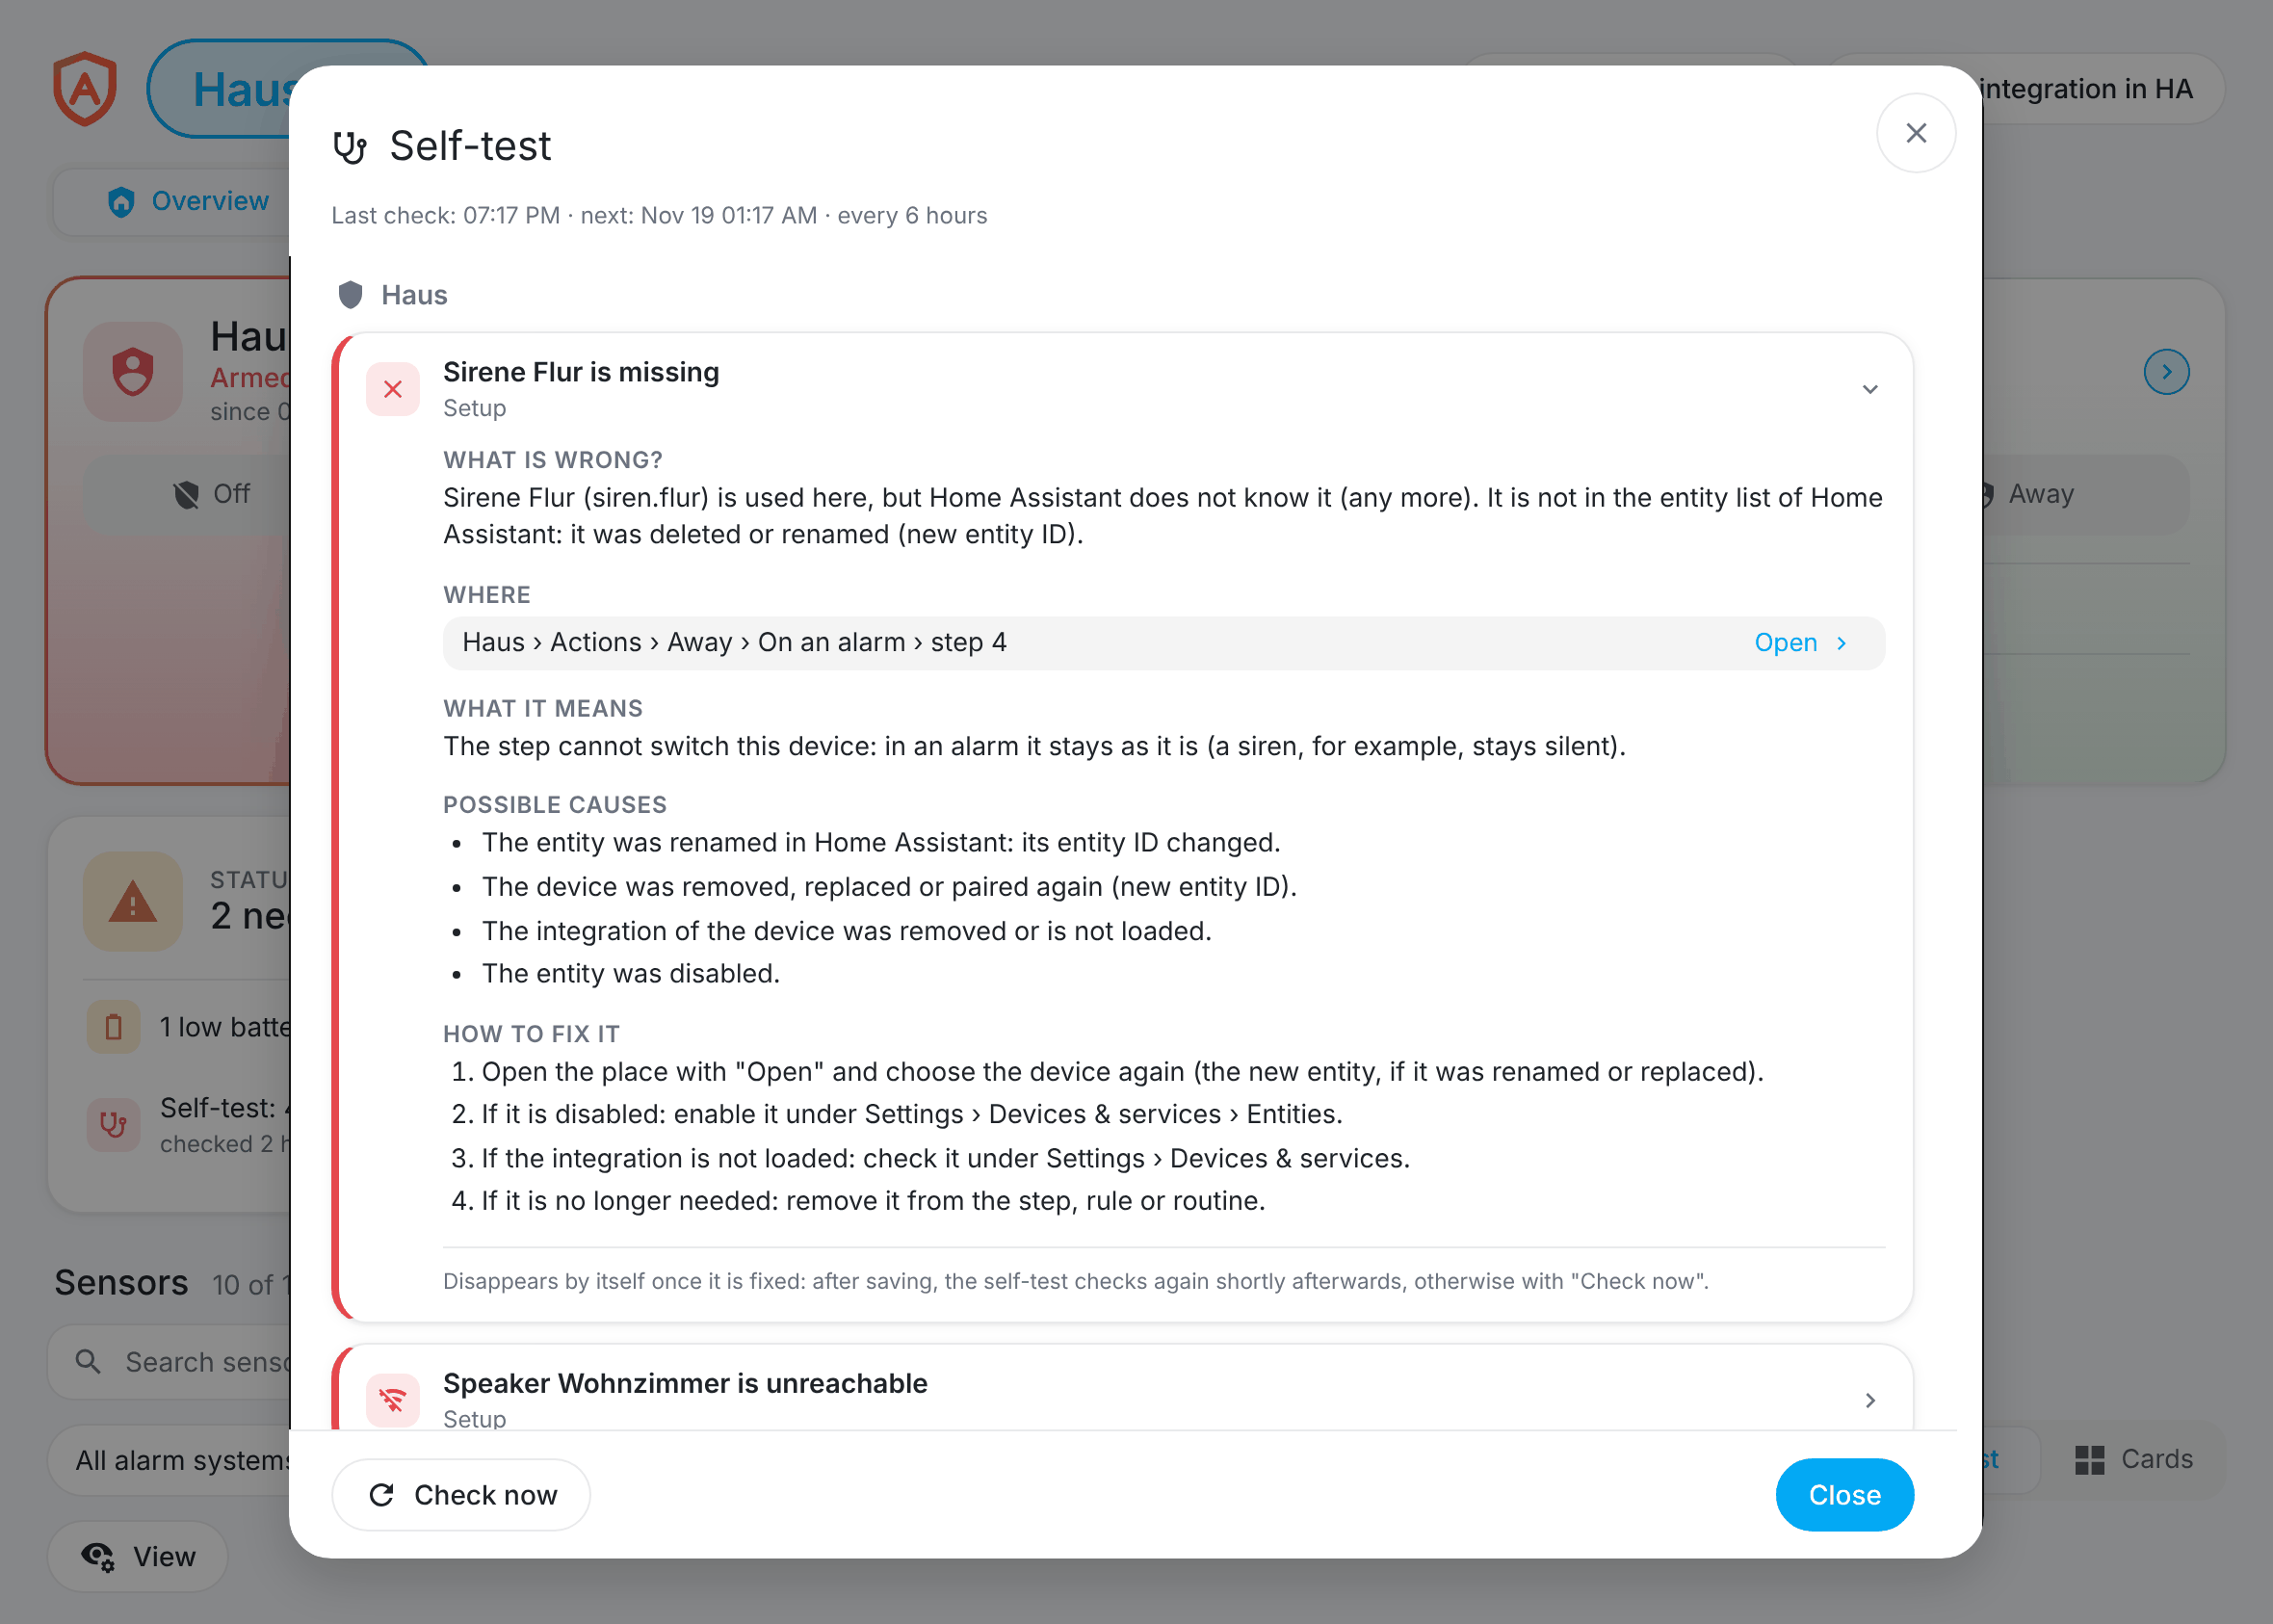 Haus
integration in HA
Overview
Self-test
Last check: 07:17 PM · next: Nov 19 01:17 AM · every 6 hours
Haus
Sirene Flur is missing
Setup
WHAT IS WRONG?
Sirene Flur (siren.flur) is used here, but Home Assistant does not know it (any more). It is not in the entity list of Home
Assistant: it was deleted or renamed (new entity ID).
WHERE
Haus › Actions › Away › On an alarm › step 4
Open
WHAT IT MEANS
The step cannot switch this device: in an alarm it stays as it is (a siren, for example, stays silent).
POSSIBLE CAUSES
• The entity was renamed in Home Assistant: its entity ID changed.
• The device was removed, replaced or paired again (new entity ID).
• The integration of the device was removed or is not loaded.
• The entity was disabled.
HOW TO FIX IT
1. Open the place with "Open" and choose the device again (the new entity, if it was renamed or replaced).
2. If it is disabled: enable it under Settings › Devices & services › Entities.
3. If the integration is not loaded: check it under Settings › Devices & services.
4. If it is no longer needed: remove it from the step, rule or routine.
Disappears by itself once it is fixed: after saving, the self-test checks again shortly afterwards, otherwise with "Check now".
Speaker Wohnzimmer is unreachable
Setup
Check now
Close
Off
Away
1 low
Self-test:
checked 2
Sensors 10 of
Search
All alarm systems
Cards
View
since